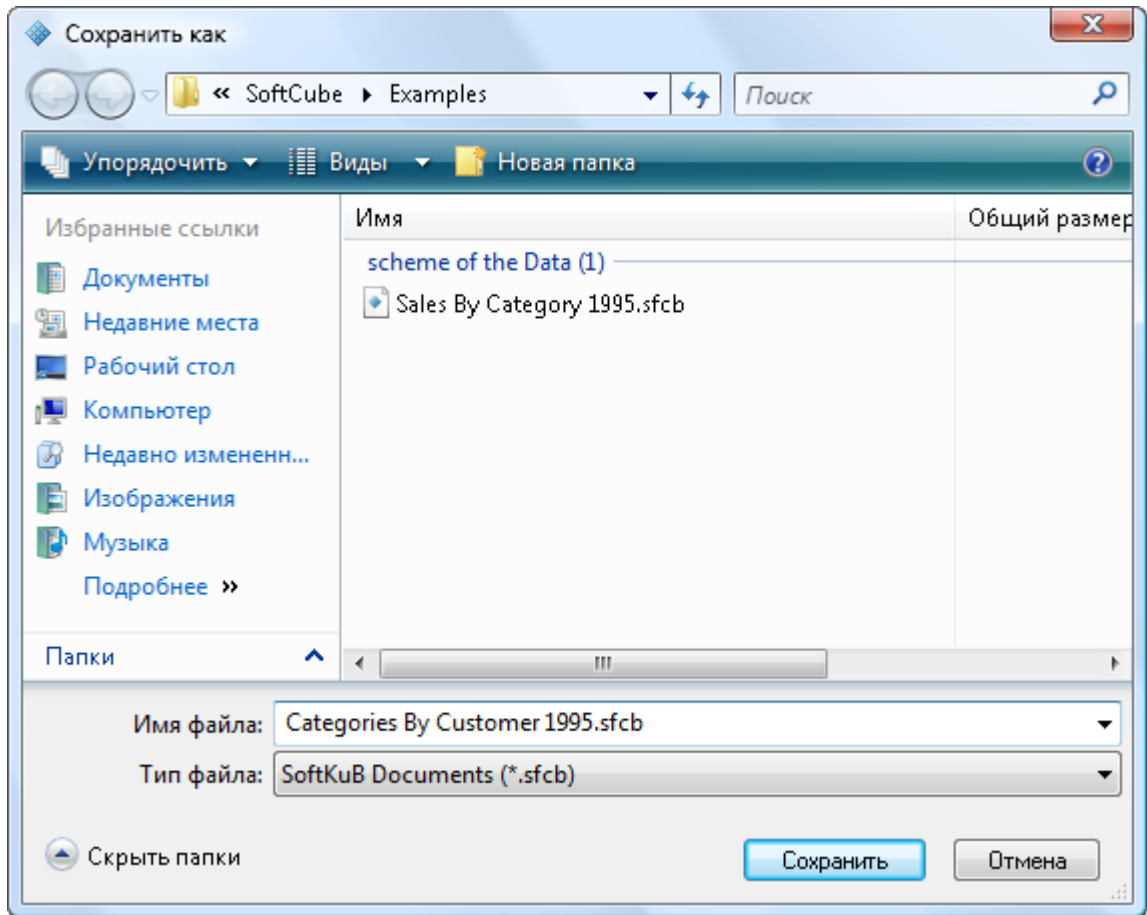 Сохранить как
« SoftCube ▸ Examples
Поиск
Упорядочить Виды Новая папка
Избранные ссылки
Документы
Недавние места
Рабочий стол
Компьютер
Недавно измененн...
Изображения
Музыка
Подробнее »
Папки
Имя Общий размер
scheme of the Data (1)
Sales By Category 1995.sfcb
Имя файла: Categories By Customer 1995.sfcb
Тип файла: SoftKuB Documents (*.sfcb)
Скрыть папки Сохранить Отмена